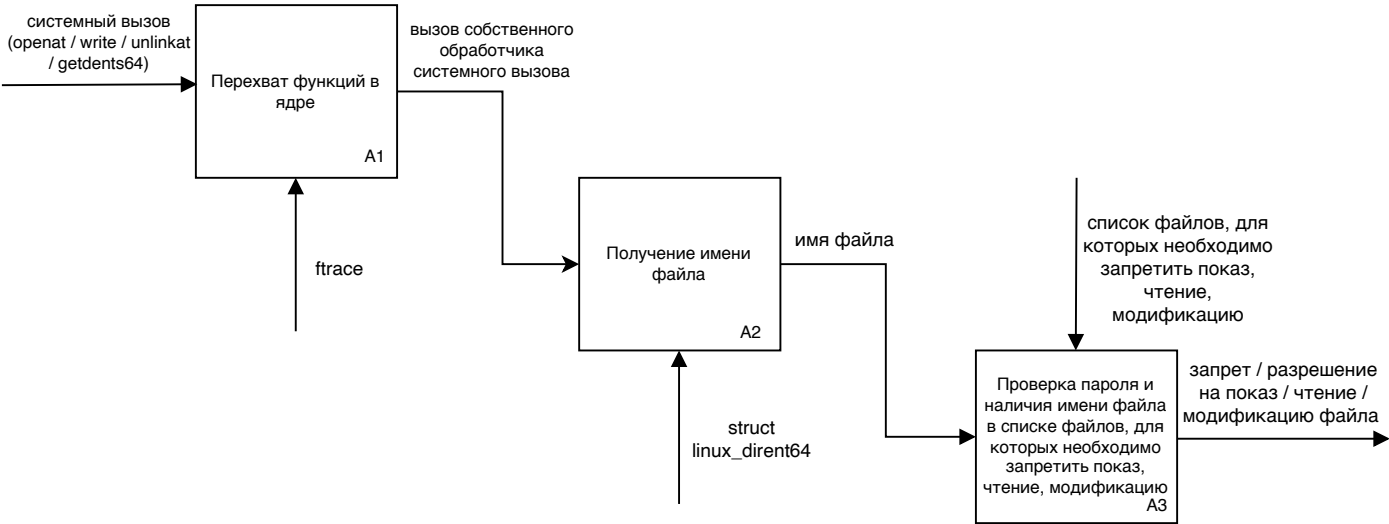 системный вызов
(openat / write / unlinkat
/ getdents64)
Перехват функций в
ядре
A1
вызов собственного
обработчика
системного вызова
ftrace
Получение имени
файла
A2
имя файла
struct
linux_dirent64
список файлов, для
которых необходимо
запретить показ,
чтение,
модификацию
Проверка пароля и
наличия имени файла
в списке файлов, для
которых необходимо
запретить показ,
чтение, модификацию
A3
запрет / разрешение
на показ / чтение /
модификацию файла